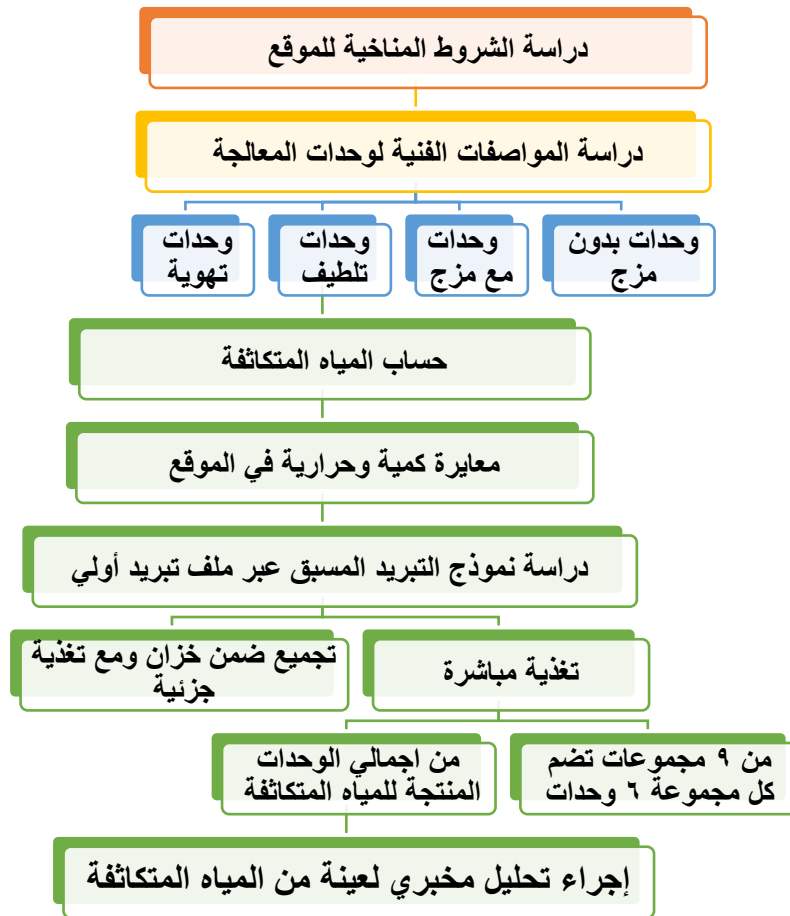 دراسة الشروط المناخية للموقع
دراسة المواصفات الفنية لوحدات المعالجة
وحدات بدون
مزج
وحدات
مع مزج
وحدات
تلطيف
وحدات
تهوية
حساب المياه المتكاثفة
معايرة كمية وحرارية في الموقع
دراسة نموذج التبريد المسبق عبر ملف تبريد أولي
تغذية مباشرة
تجميع ضمن خزان ومع تغذية
جزئية
من ٩ مجموعات تضم
كل مجموعة ٦ وحدات
من اجمالي الوحدات
المنتجة للمياه المتكاثفة
إجراء تحليل مخبري لعينة من المياه المتكاثفة